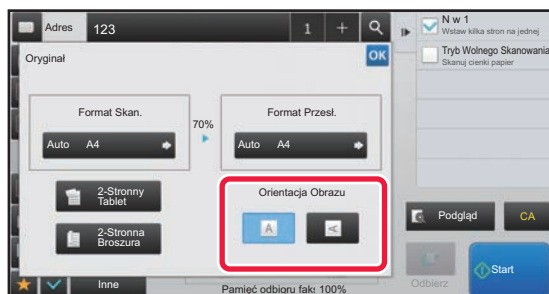 Adres 123 1 +
OK
Oryginał
Format Skan.
Auto A4
70%
Format Przesł.
Auto A4
2-Stronny
Tablet
2-Stronna
Broszura
Orientacja Obrazu
A A
Inne
Pamięć odbioru faks 100%
N w 1
Wstaw kilka stron na jednej
Tryb Wolnego Skanowania
Skanuj cienki papier
Podgląd
CA
Odbierz
Start